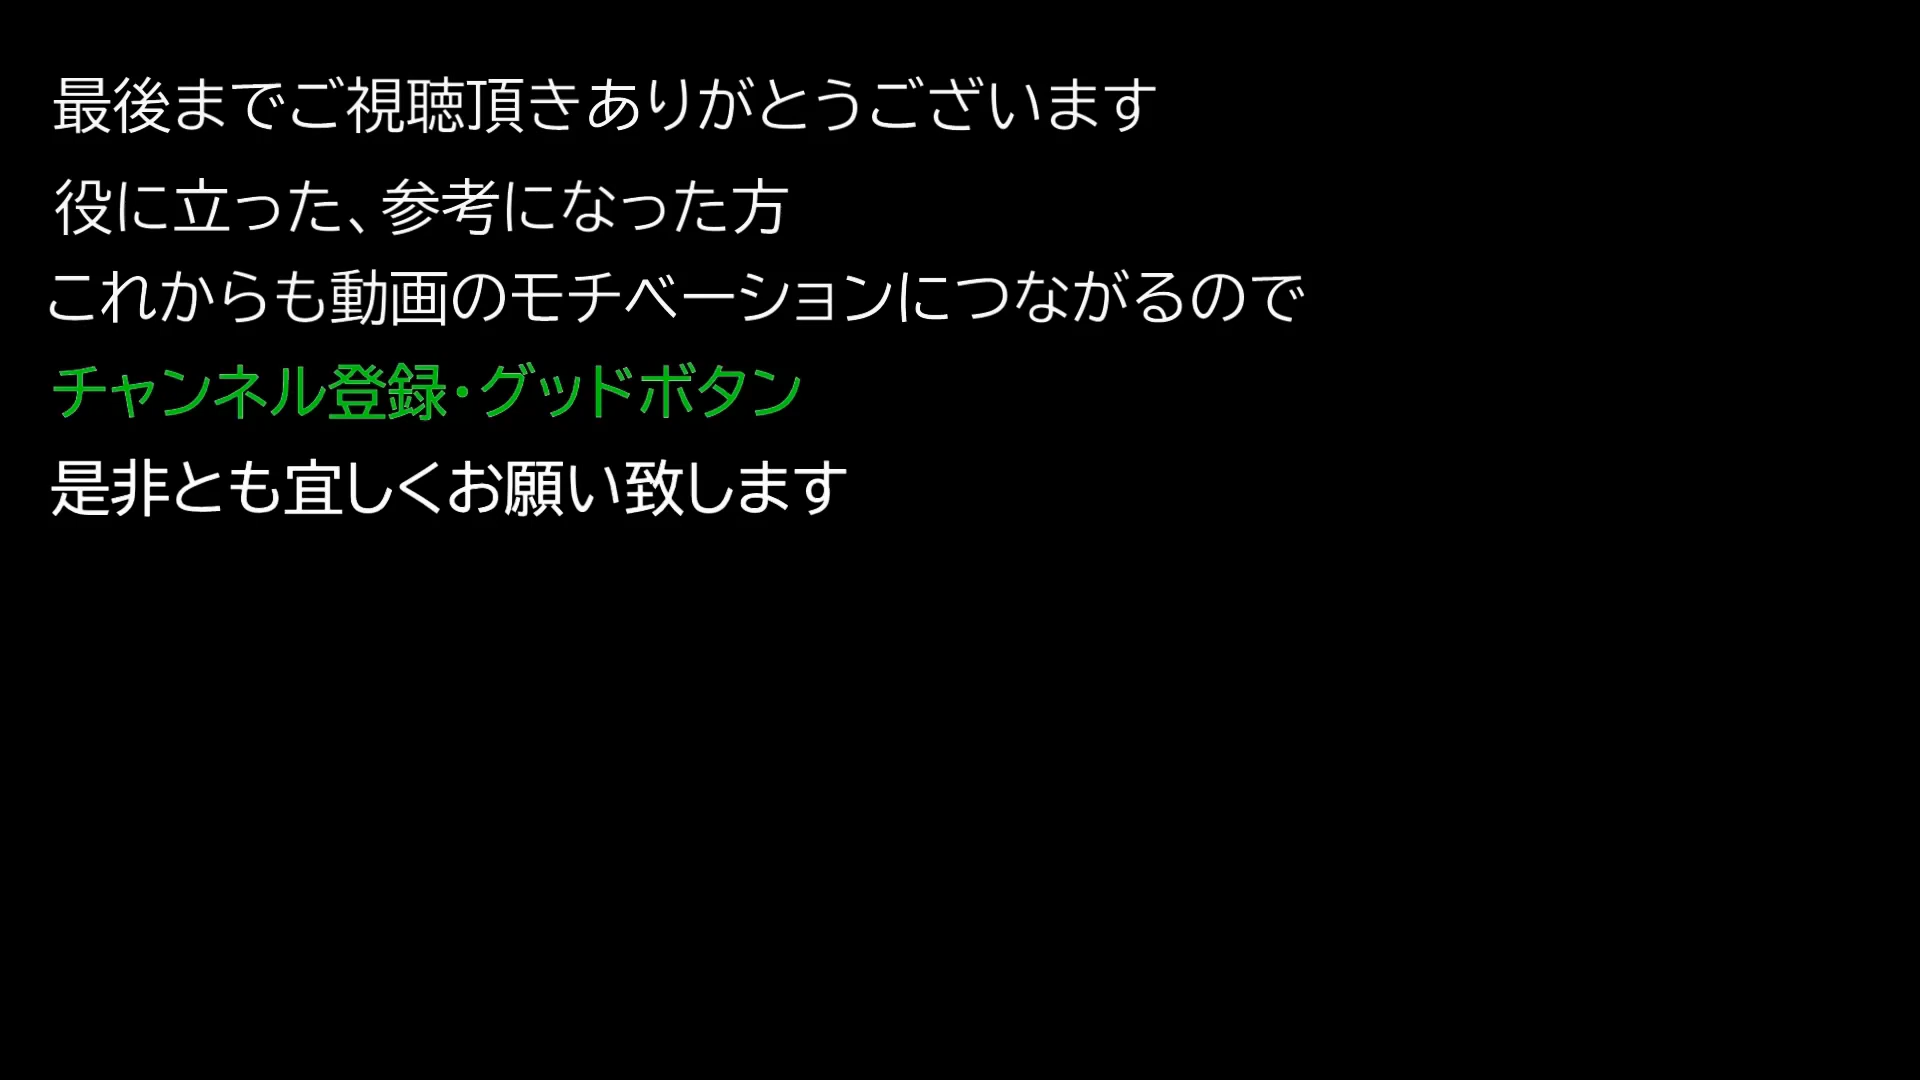 最後までご視聴頂きありがとうございます
役に立った、参考になった方
これからも動画のモチベーションにつながるので
チャンネル登録・グッドボタン
是非とも宜しくお願い致します